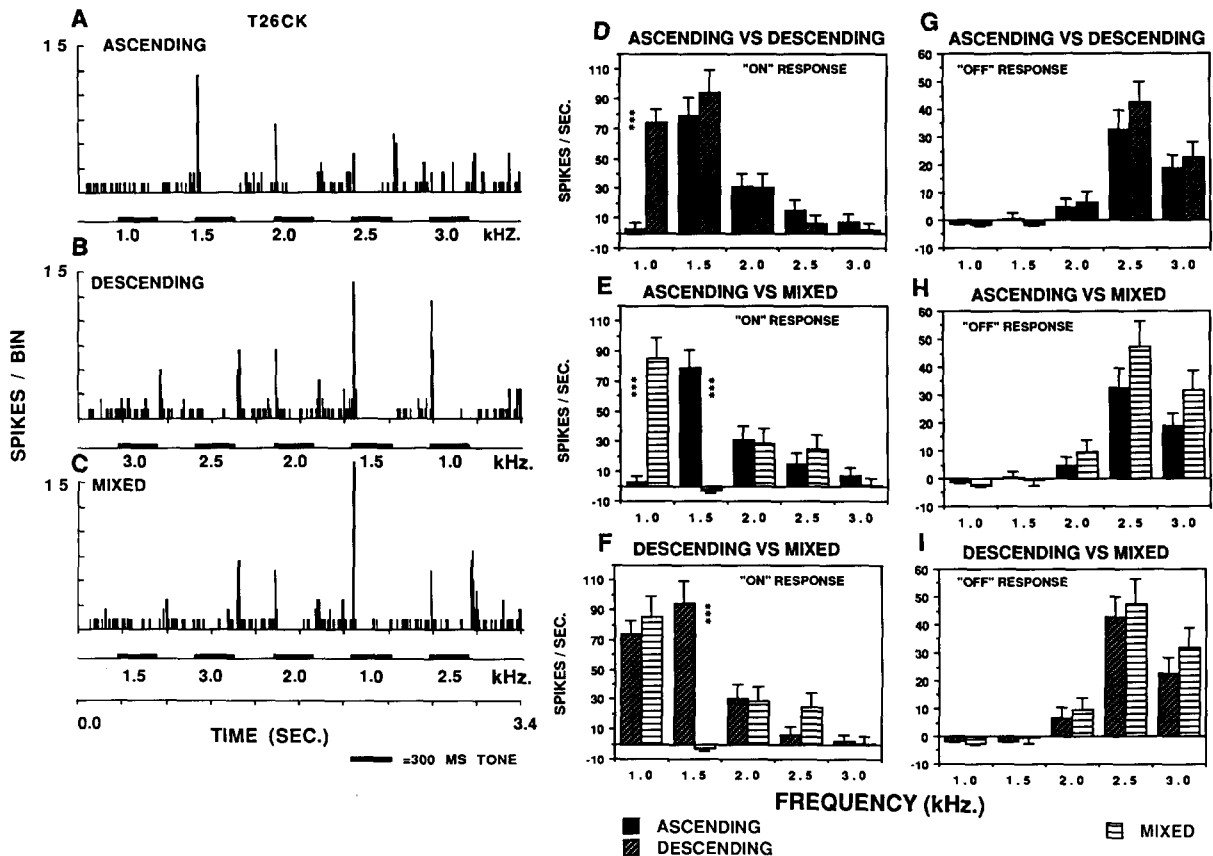 A
T26CK
15
ASCENDING
1.0 1.5 2.0 2.5 3.0 kHZ.
B
15
DESCENDING
3.0 2.5 2.0 1.5 1.0 kHz.
C
15
MIXED
1.5 3.0 2.0 1.0 2.5 kHz.
SPIKES / BIN
0.0 3.4
TIME (SEC.)
=300 MS TONE
D
ASCENDING VS DESCENDING
"ON" RESPONSE
SPIKES / SEC.
110
90
70
50
30
10
-10
***
1.0 1.5 2.0 2.5 3.0
E
ASCENDING VS MIXED
"ON" RESPONSE
SPIKES / SEC.
110
90
70
50
30
10
-10
***
***
1.0 1.5 2.0 2.5 3.0
F
DESCENDING VS MIXED
"ON" RESPONSE
SPIKES / SEC.
110
90
70
50
30
10
-10
***
1.0 1.5 2.0 2.5 3.0
G
ASCENDING VS DESCENDING
"OFF" RESPONSE
60
50
40
30
20
10
0
-10
1.0 1.5 2.0 2.5 3.0
H
ASCENDING VS MIXED
"OFF" RESPONSE
60
50
40
30
20
10
0
-10
1.0 1.5 2.0 2.5 3.0
I
DESCENDING VS MIXED
"OFF" RESPONSE
60
50
40
30
20
10
0
-10
1.0 1.5 2.0 2.5 3.0
FREQUENCY (kHz.)
ASCENDING
DESCENDING
MIXED